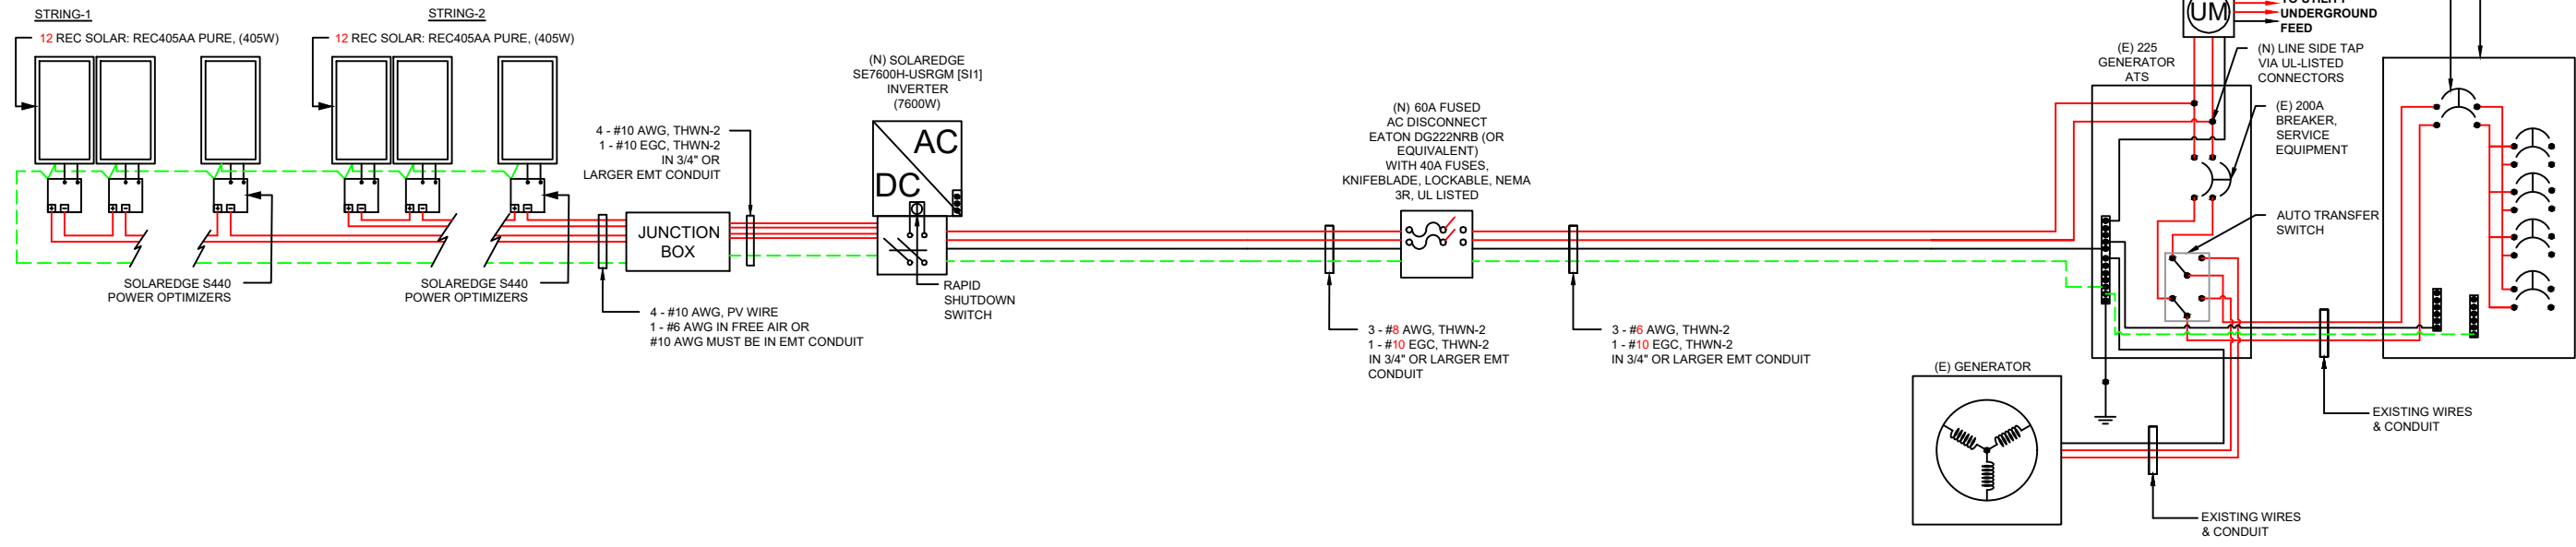 STRING-1
12 REC SOLAR: REC405AA PURE, (405W)
STRING-2
12 REC SOLAR: REC405AA PURE, (405W)
SOLAREDGE S440
POWER OPTIMIZERS
SOLAREDGE S440
POWER OPTIMIZERS
4 - #10 AWG, THWN-2
1 - #10 EGC, THWN-2
IN 3/4" OR
LARGER EMT CONDUIT
JUNCTION
BOX
4 - #10 AWG, PV WIRE
1 - #6 AWG IN FREE AIR OR
#10 AWG MUST BE IN EMT CONDUIT
(N) SOLAREDGE
SE7600H-USRGM [SI1]
INVERTER
(7600W)
AC
DC
RAPID
SHUTDOWN
SWITCH
(N) 60A FUSED
AC DISCONNECT
EATON DG222NRB (OR
EQUIVALENT)
WITH 40A FUSES,
KNIFEBLADE, LOCKABLE, NEMA
3R, UL LISTED
3 - #8 AWG, THWN-2
1 - #10 EGC, THWN-2
IN 3/4" OR LARGER EMT
CONDUIT
3 - #6 AWG, THWN-2
1 - #10 EGC, THWN-2
IN 3/4" OR LARGER EMT CONDUIT
(E) GENERATOR
(E) 225
GENERATOR
ATS
UM
TO UTILITY
UNDERGROUND
FEED
(N) LINE SIDE TAP
VIA UL-LISTED
CONNECTORS
(E) 200A
BREAKER,
SERVICE
EQUIPMENT
AUTO TRANSFER
SWITCH
EXISTING WIRES
& CONDUIT
EXISTING WIRES
& CONDUIT